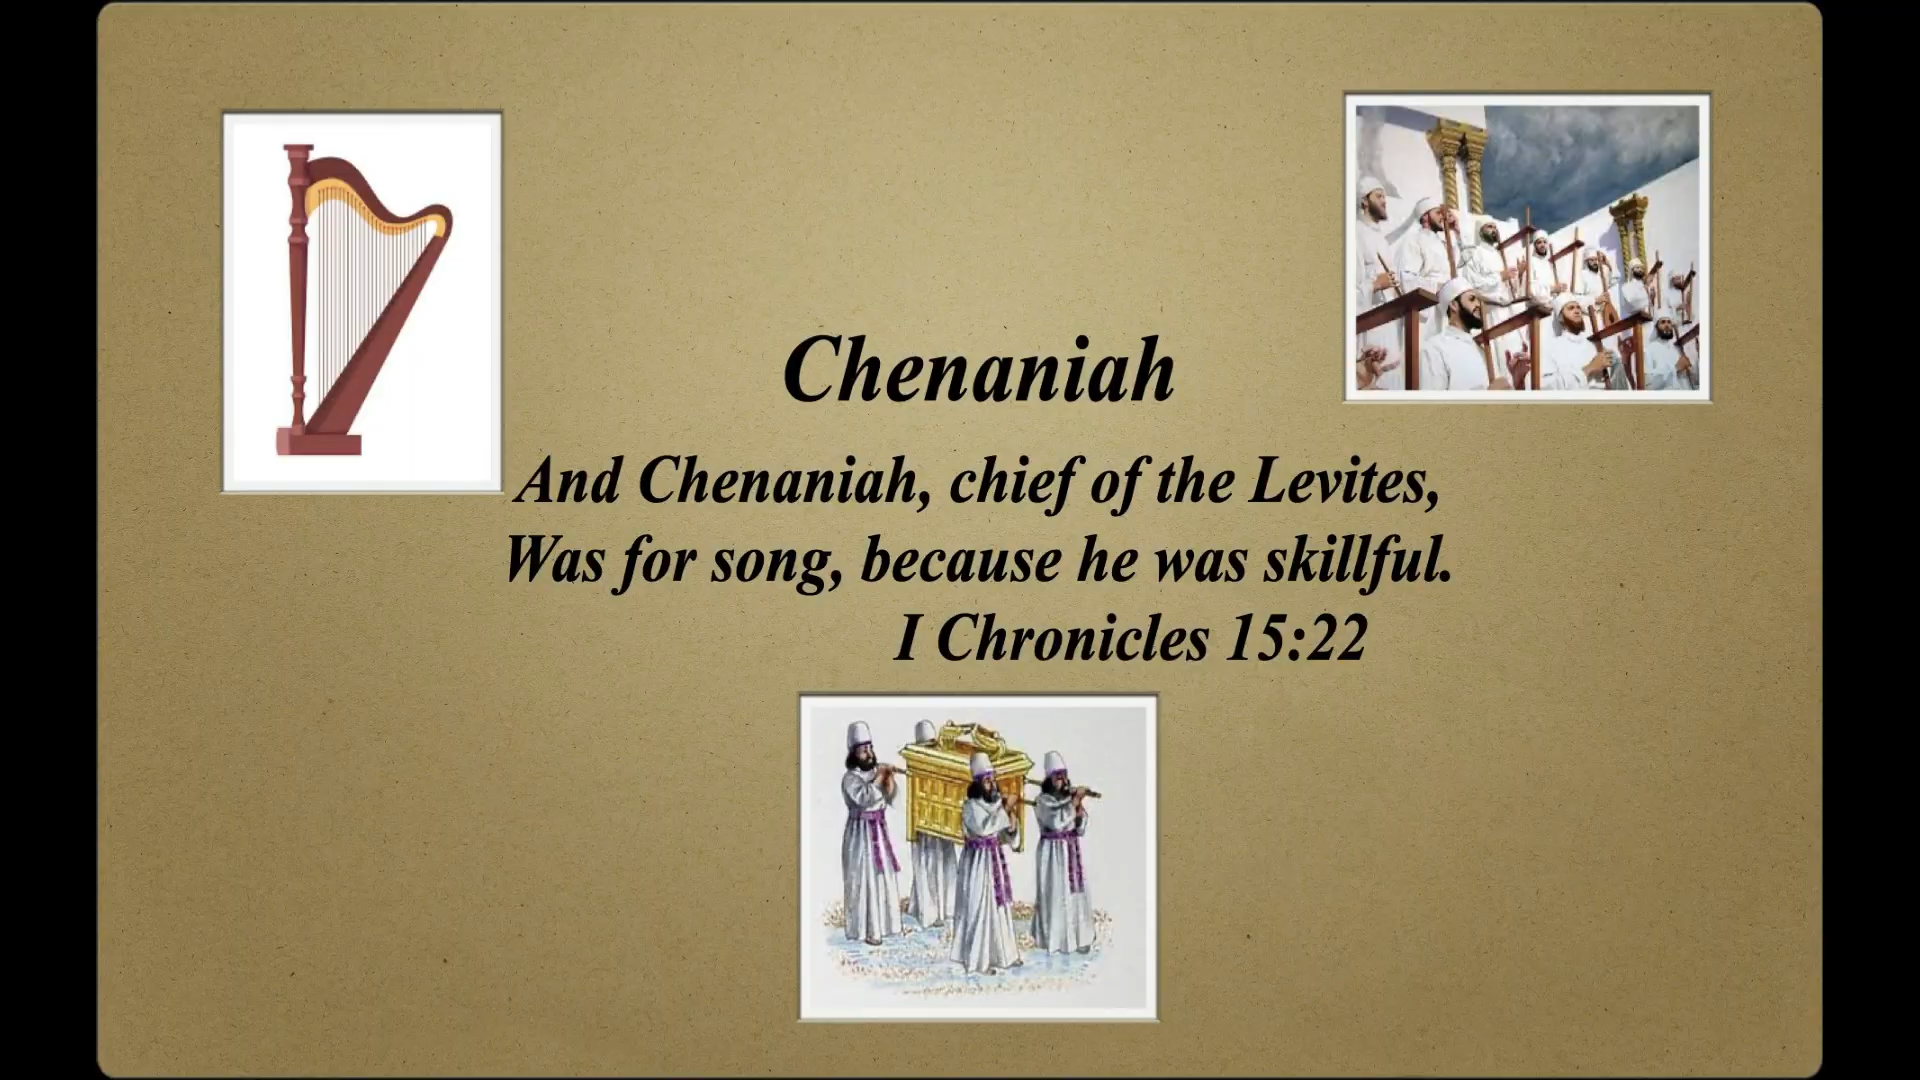 Chenaniah
And Chenaniah, chief of the Levites,
Was for song, because he was skillful.
I Chronicles 15:22